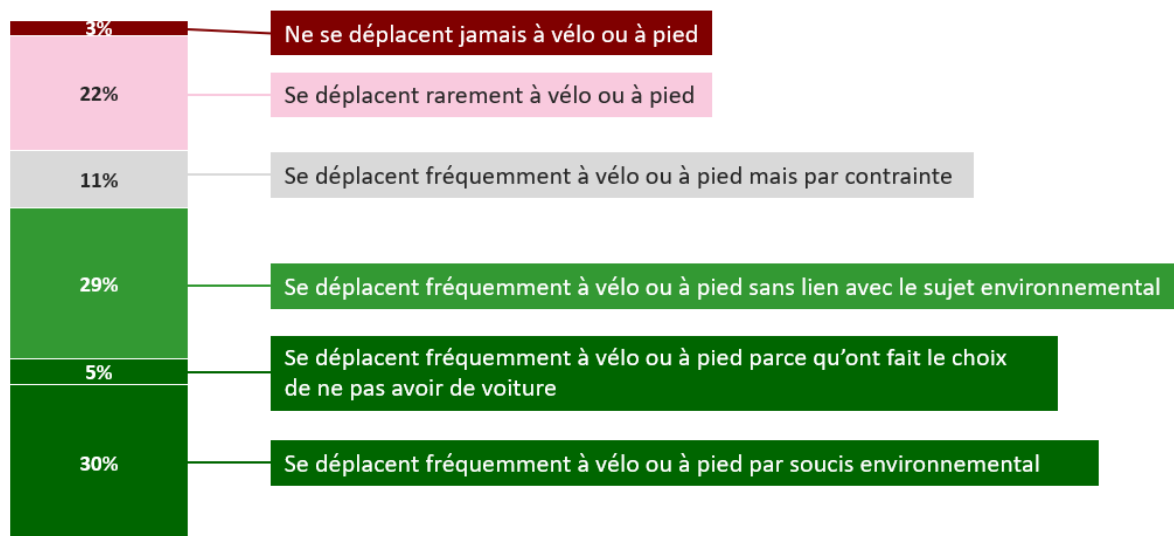 3%
Ne se déplacent jamais à vélo ou à pied
22%
Se déplacent rarement à vélo ou à pied
11%
Se déplacent fréquemment à vélo ou à pied mais par contrainte
29%
Se déplacent fréquemment à vélo ou à pied sans lien avec le sujet environnemental
5%
Se déplacent fréquemment à vélo ou à pied parce qu’ont fait le choix
de ne pas avoir de voiture
30%
Se déplacent fréquemment à vélo ou à pied par soucis environnemental